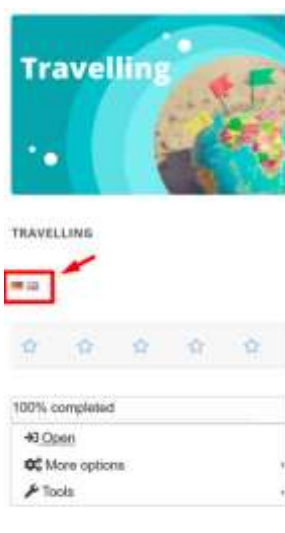 Travelling
TRAVELLING
100% completed
Open
More options
Tools